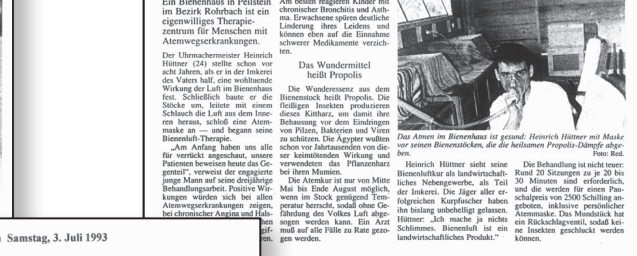 Ein Bienenhaus in Peilstein
im Bezirk Rohrbach ist ein
eigenwilliges Therapie-
zentrum für Menschen mit
Atemwegserkrankungen.
Der Uhrmachermeister Heinrich
Hüttner (24) stellte schon vor
acht Jahren, als er in der Imkerei
des Vaters half, eine wohltuende
Wirkung der Luft im Bienenhaus
fest. Schließlich baute er die
Stöcke um, leitete mit einem
Schlauch die Luft aus dem Inne-
ren heraus, schloß eine Atem-
maske an — und begann seine
Bienenluft-Therapie.
„Am Anfang haben uns alle
für verrückt angeschaut, unsere
Patienten beweisen heute das Ge-
genteil“, verweist der engagierte
junge Mann auf seine dreijährige
Behandlungsarbeit. Positive Wir-
kungen würden sich bei allen
Atemwegserkrankungen zeigen,
bei chronischer Angina und Hals-
gif-
ren.
Am besten reagieren Kinder mit
chronischer Bronchitis und Asth-
ma. Erwachsene spüren deutliche
Linderung ihres Leidens und
können eben auf die Einnahme
schwerer Medikamente verzich-
ten.
Das Wundermittel
heißt Propolis
Die Wunderessenz aus dem
Bienenstock heißt Propolis. Die
fleißigen Insekten produzieren
dieses Kittharz, um damit ihre
Behausung vor dem Eindringen
von Pilzen, Bakterien und Viren
zu schützen. Die Ägypter wußten
schon vor Jahrtausenden von die-
ser keimtötenden Wirkung und
verwendeten das Pflanzenharz
bei ihren Mumien.
Die Atemkur ist nur von Mitte
Mai bis Ende August möglich,
wenn im Stock genügend Tem-
peratur herrscht, sodaß ohne Ge-
fährdung des Volkes Luft abge-
sogen werden kann. Ein Arzt
muß auf alle Fälle zu Rate gezo-
gen werden.
Das Atmen im Bienenhaus ist gesund: Heinrich Hüttner mit Maske
vor seinen Bienenstöcken, die die heilsamen Propolis-Dämpfe abge-
ben.
Foto: Red.
Heinrich Hüttner sieht seine
Bienenluftkur als landwirtschaft-
liches Nebengewerbe, als Teil
der Imkerei. Die Jäger aller er-
folgreichen Kurpfuscher haben
ihn bislang unbehelligt gelassen.
Hüttner: „Ich mache ja nichts
Schlimmes. Bienenluft ist ein
landwirtschaftliches Produkt.“
Die Behandlung ist nicht teuer:
Rund 20 Sitzungen zu je 20 bis
30 Minuten sind erforderlich,
und die werden für einen Pau-
schalpreis von 2500 Schilling an-
geboten, inklusive persönlicher
Atemmaske. Das Mundstück hat
ein Rückschlagventil, sodaß kei-
ne Insekten geschluckt werden
können.
Samstag, 3. Juli 1993